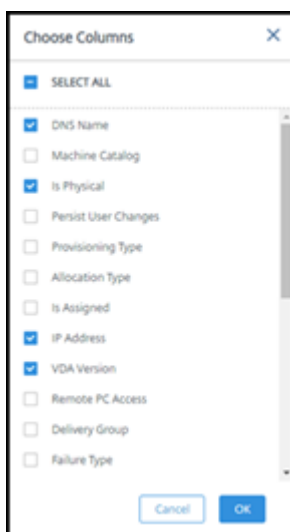 Choose Columns
SELECT ALL
DNS Name
Machine Catalog
Is Physical
Persist User Changes
Provisioning Type
Allocation Type
Is Assigned
IP Address
VDA Version
Remote PC Access
Delivery Group
Failure Type
Cancel
OK